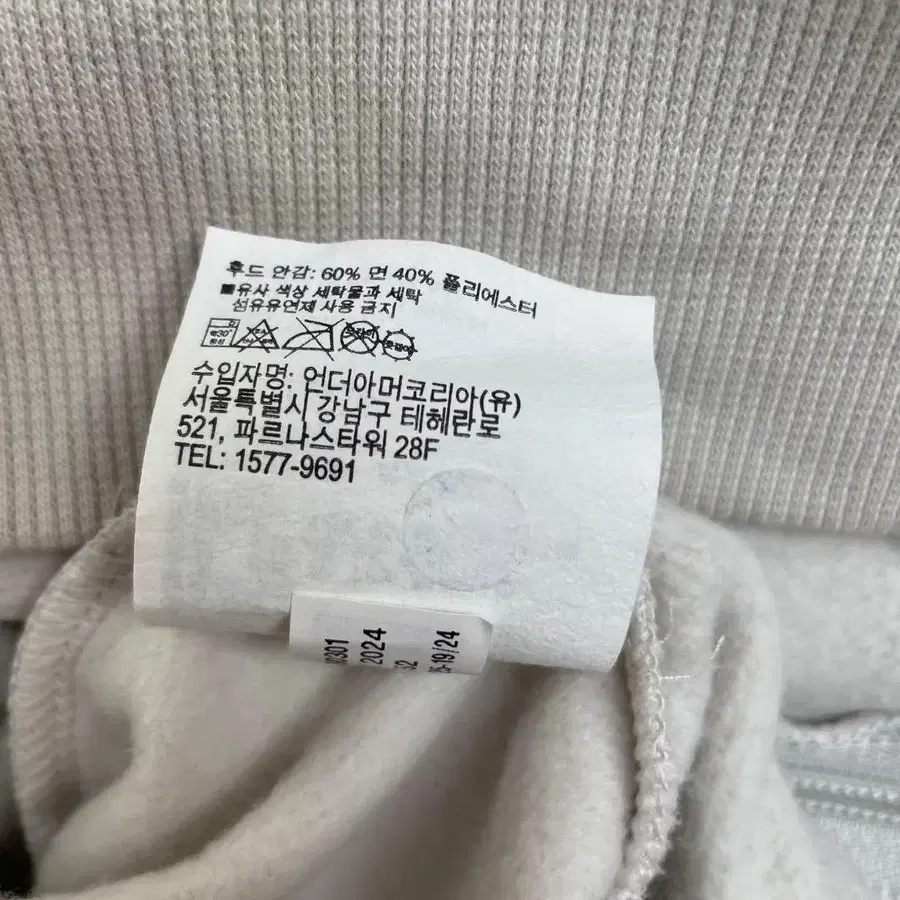 후드 안감: 60% 면 40% 폴리에스터
■유사 색상 세탁물과 세탁
섬유유연제 사용 금지
수입자명: 언더아머코리아(유)
서울특별시 강남구 테헤란로
521, 파르나스타워 28F
TEL: 1577-9691
2024